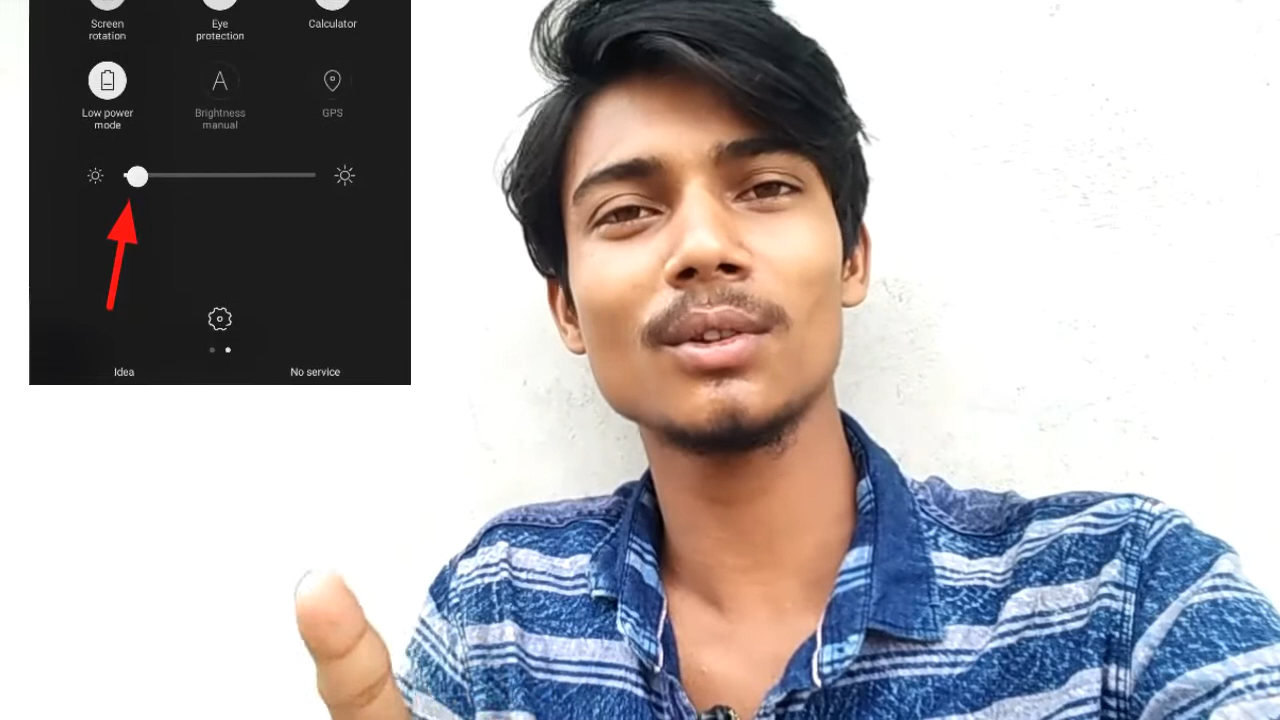 Screen
rotation
Eye
protection
Calculator
Low power
mode
Brightness
manual
GPS
Idea
No service